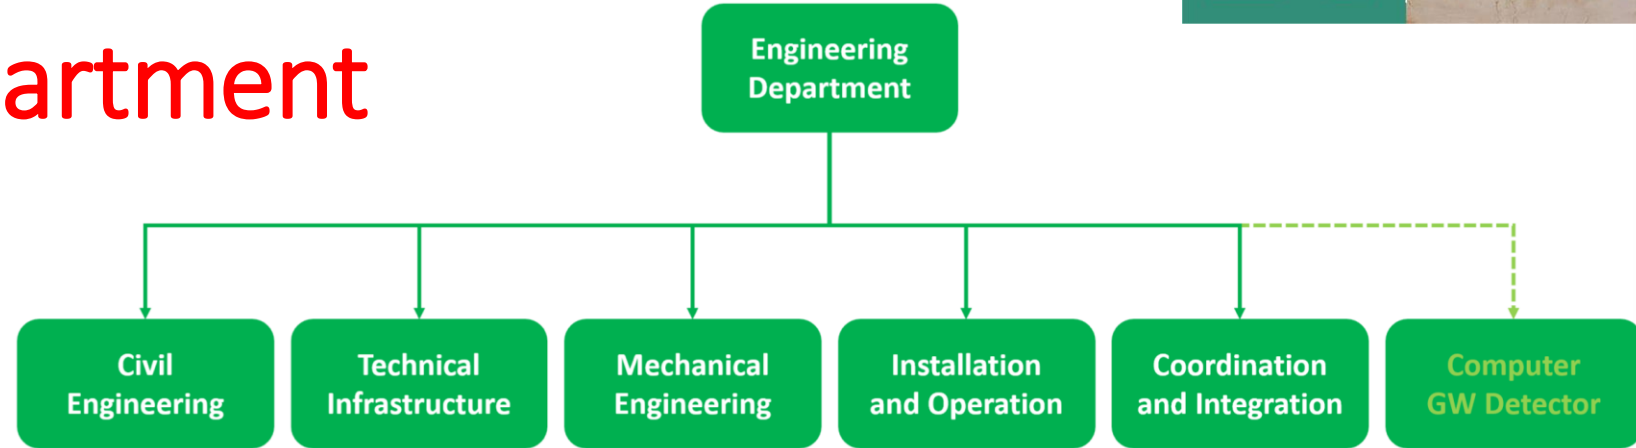 artment
Engineering
Department
Civil
Engineering
Technical
Infrastructure
Mechanical
Engineering
Installation
and Operation
Coordination
and Integration
Computer
GW Detector